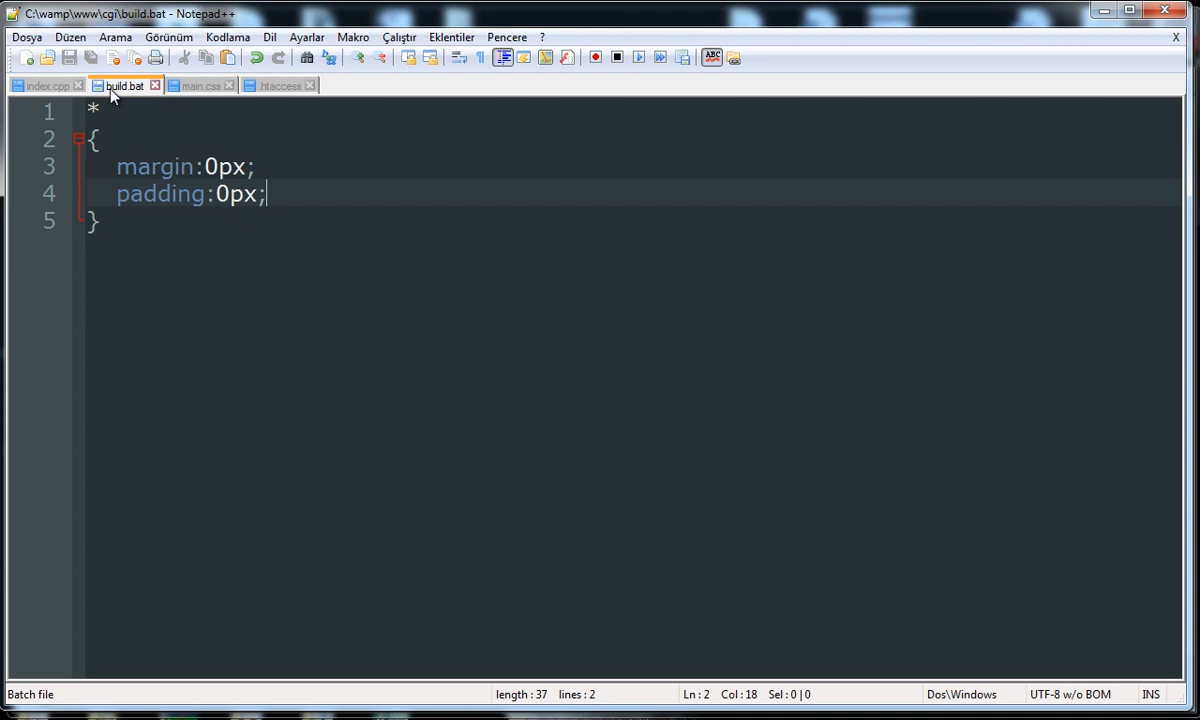 C:\wamp\www\cgi\build.bat - Notepad++
Dosya Düzen Arama Görünüm Kodlama Dil Ayarlar Makro Çalıştır Eklentiler Pencere ? X
ABC
index.cpp build.bat main.css .htaccess
1 *
2 {
3 margin:0px;
4 padding:0px;
5 }
Batch file length : 37 lines : 2 Ln : 2 Col : 18 Sel : 0 | 0 Dos\Windows UTF-8 w/o BOM INS